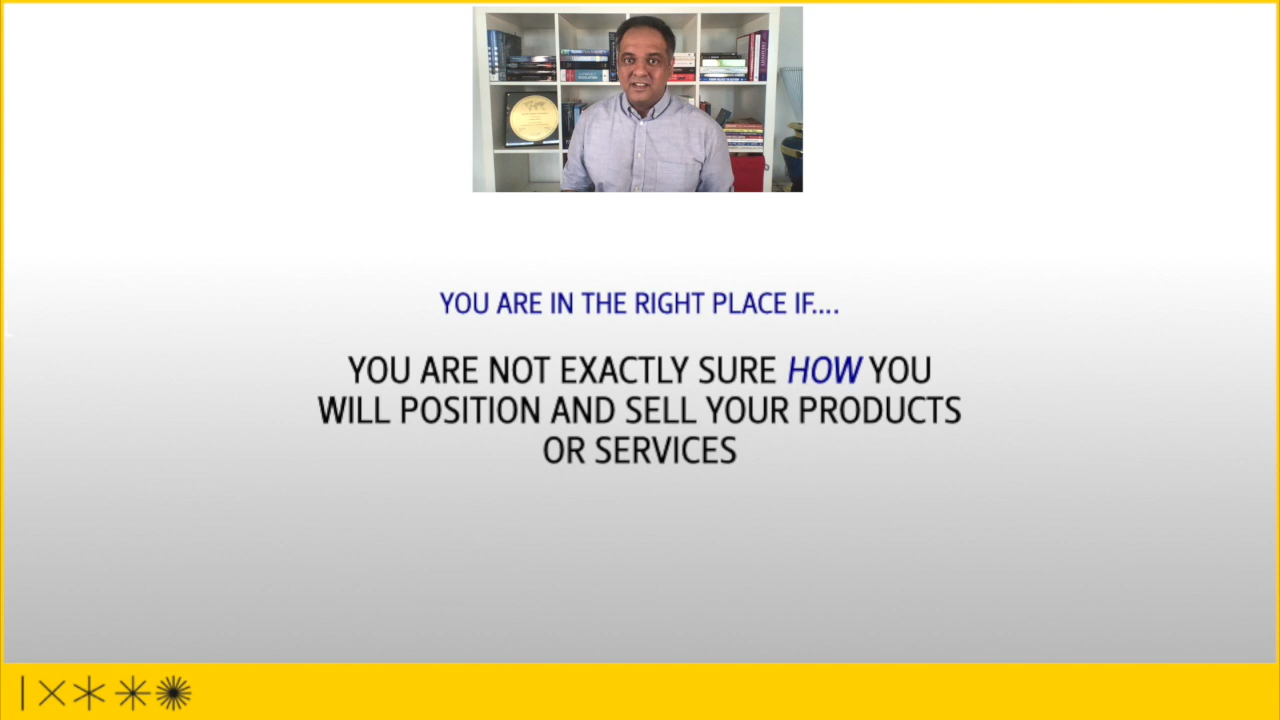 YOU ARE IN THE RIGHT PLACE IF....
YOU ARE NOT EXACTLY SURE HOW YOU
WILL POSITION AND SELL YOUR PRODUCTS
OR SERVICES